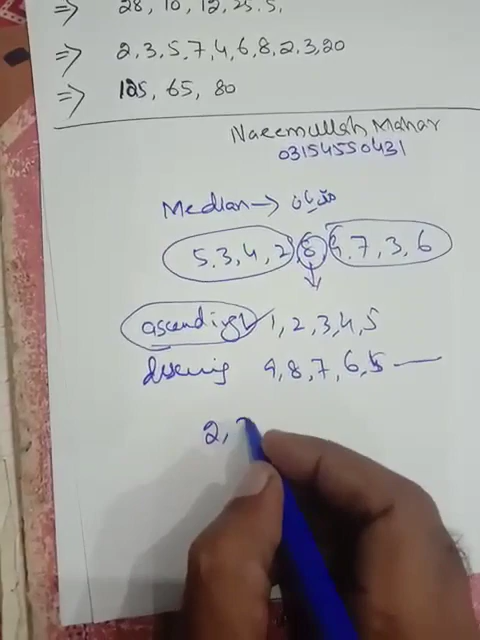 ⇒ 28, 10, 12, 25.5,
⇒ 2,3,5,7,4,6,8,2,3,20
⇒ 125, 65, 80
Naeemullah Mahar
03154550431
Median →
5.3,4,2 8 9.7,3,6
ascending 1,2,3,4,5
9,8,7,6,5
2,